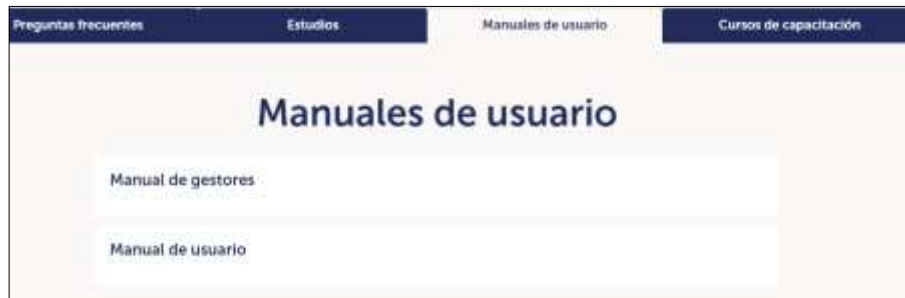 Preguntas frecuentes
Estudios
Manuales de usuario
Cursos de capacitación
Manuales de usuario
Manual de gestores
Manual de usuario